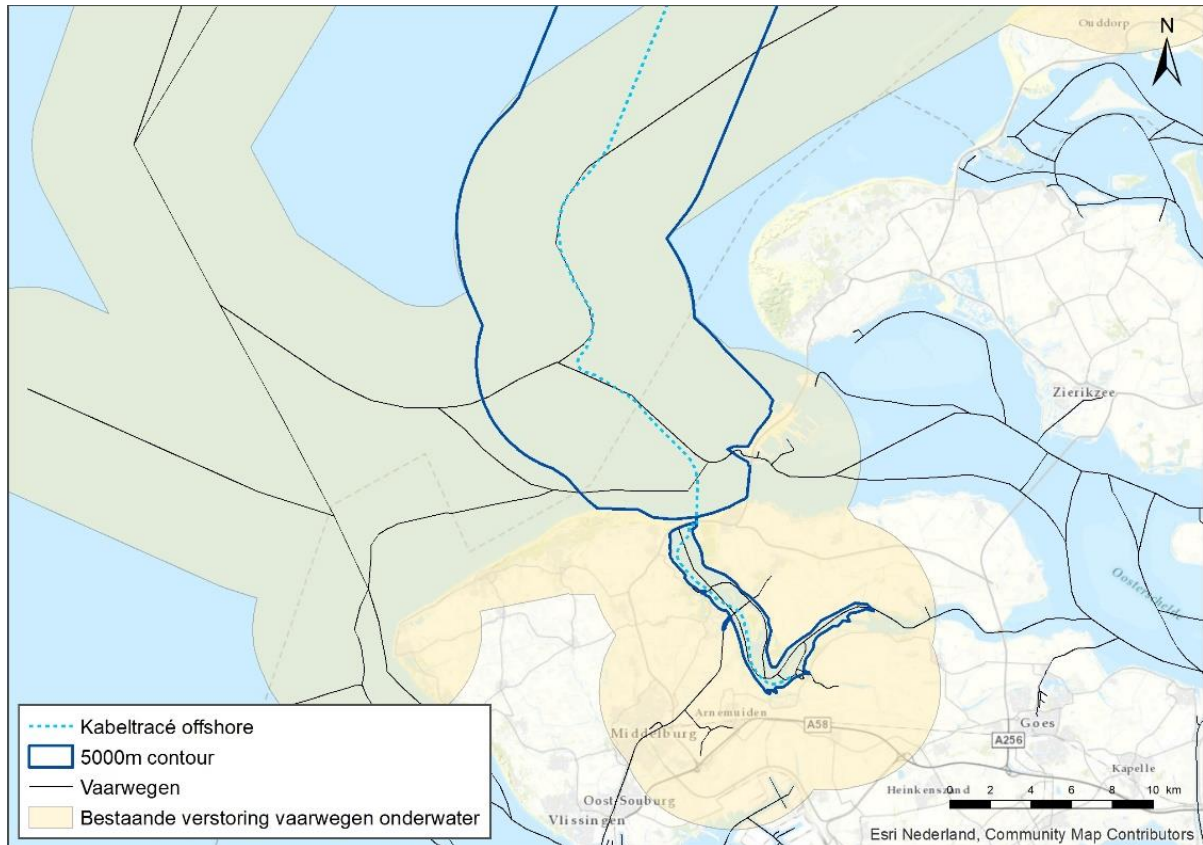 Ouddorp
N
Zierikzee
Oosterschelde
Arnemuiden
Middelburg
A58
Goes
A256
Kapelle
Heinkenszand
Oost-Souburg
Vlissingen
0 2 4 6 8 10 km
Kabeltracé offshore
5000m contour
Vaarwegen
Bestaande verstoring vaarwegen onderwater
Esri Nederland, Community Map Contributors